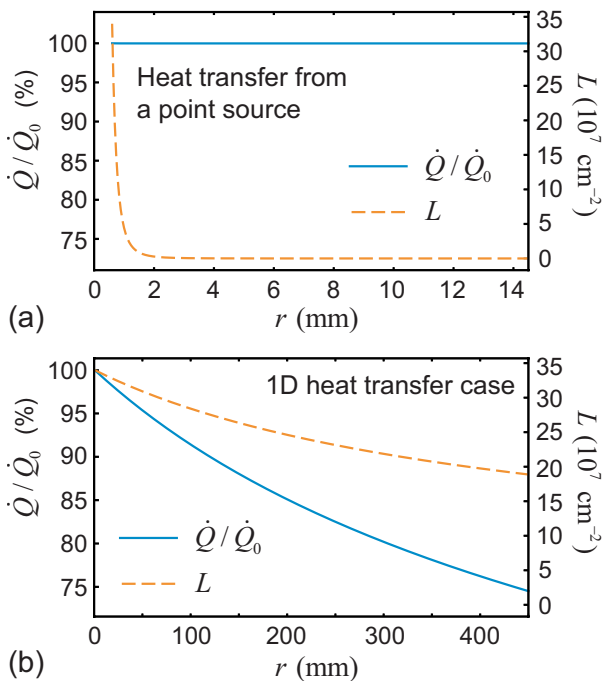 100
95
90
85
80
75
Q̇ / Q̇₀ (%)
Heat transfer from
a point source
Q̇ / Q̇₀
L
35
30
25
20
15
10
5
0
L (10⁷ cm⁻²)
0 2 4 6 8 10 12 14
r (mm)
(a)
100
95
90
85
80
75
Q̇ / Q̇₀ (%)
1D heat transfer case
Q̇ / Q̇₀
L
35
30
25
20
15
10
5
0
L (10⁷ cm⁻²)
0 100 200 300 400
r (mm)
(b)